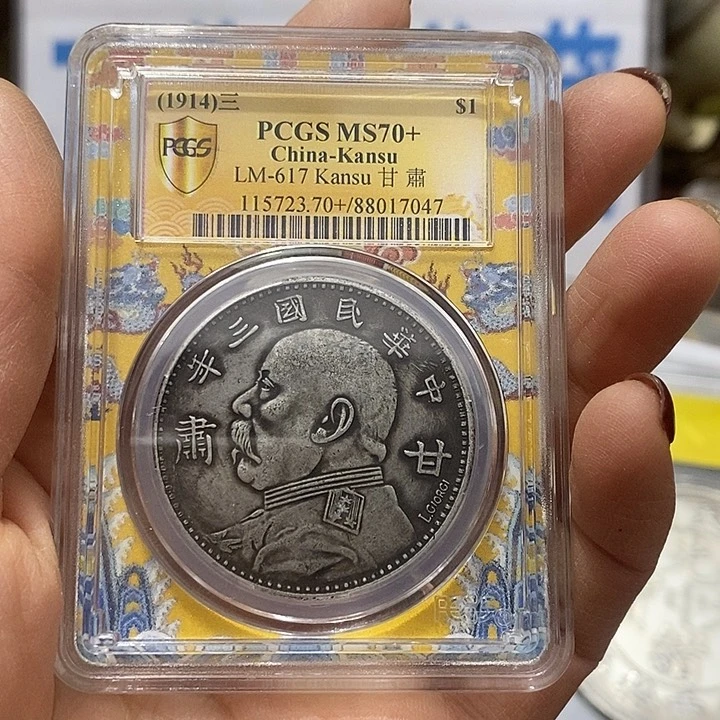 (1914)三 $1
PCGS
PCGS MS70+
China-Kansu
LM-617 Kansu 甘 肅
115723.70+/88017047
中華民國三年
甘 肅
L.GIORGI